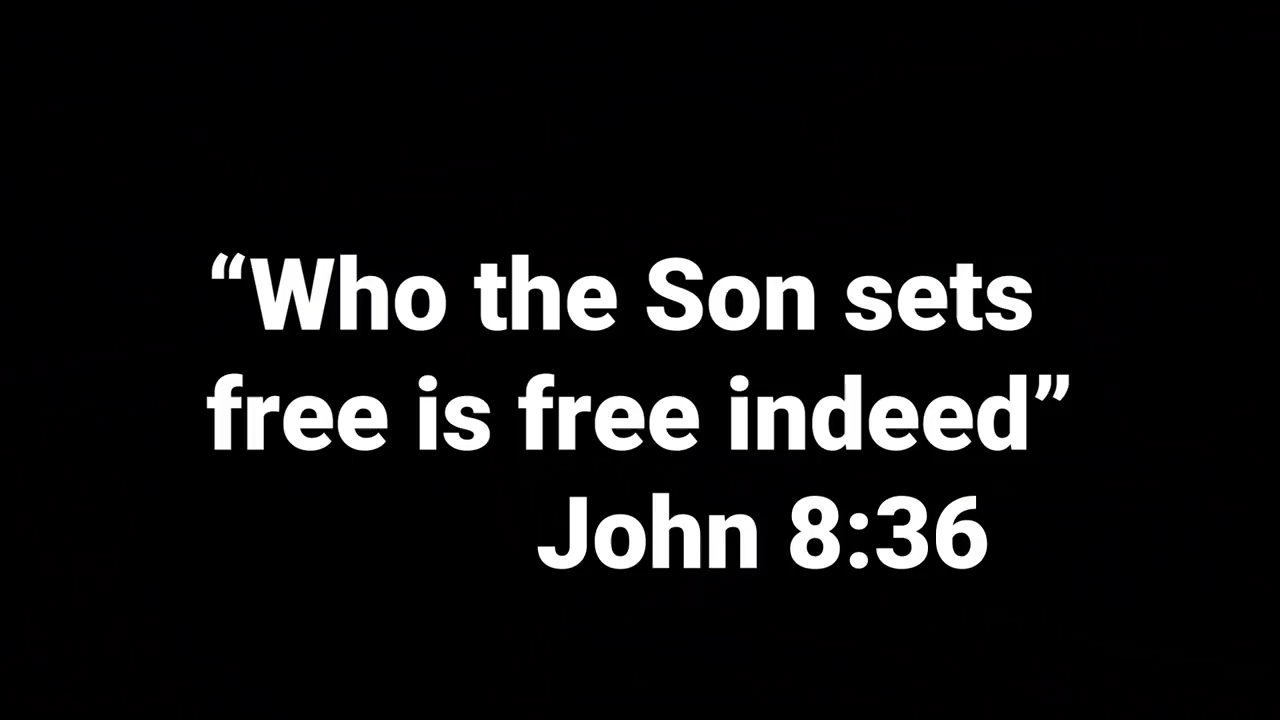 “Who the Son sets
free is free indeed”
John 8:36